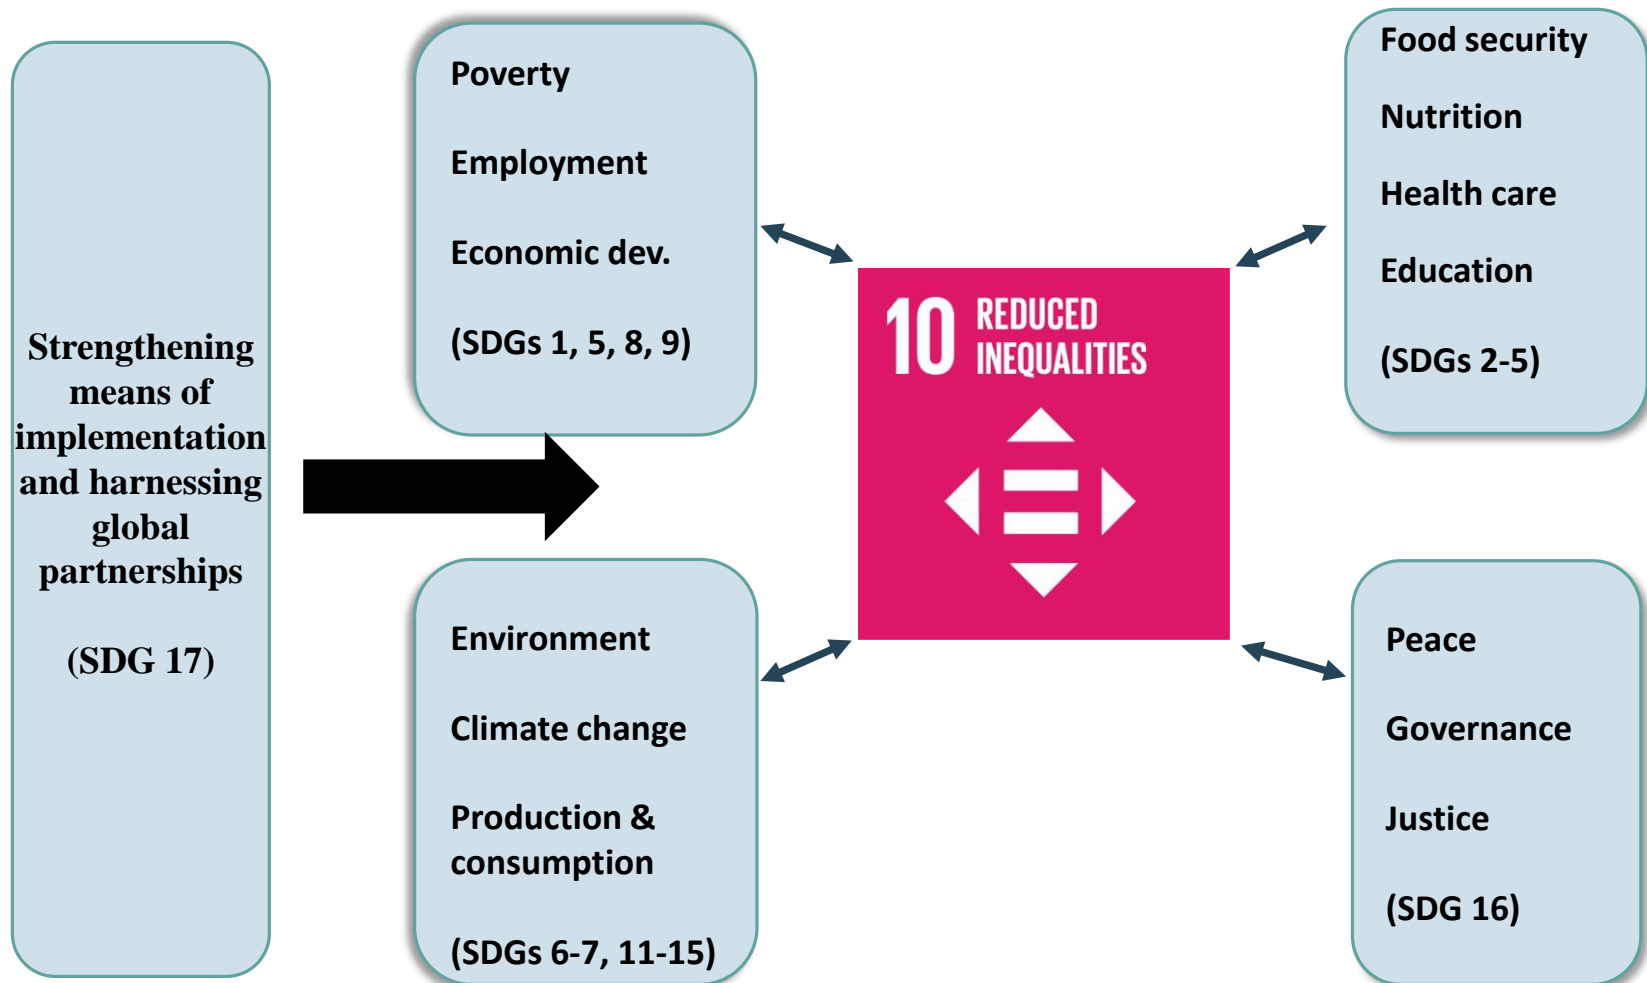 Strengthening
means of
implementation
and harnessing
global
partnerships
(SDG 17)
Poverty
Employment
Economic dev.
(SDGs 1, 5, 8, 9)
Environment
Climate change
Production &
consumption
(SDGs 6-7, 11-15)
10 REDUCED
INEQUALITIES
Food security
Nutrition
Health care
Education
(SDGs 2-5)
Peace
Governance
Justice
(SDG 16)